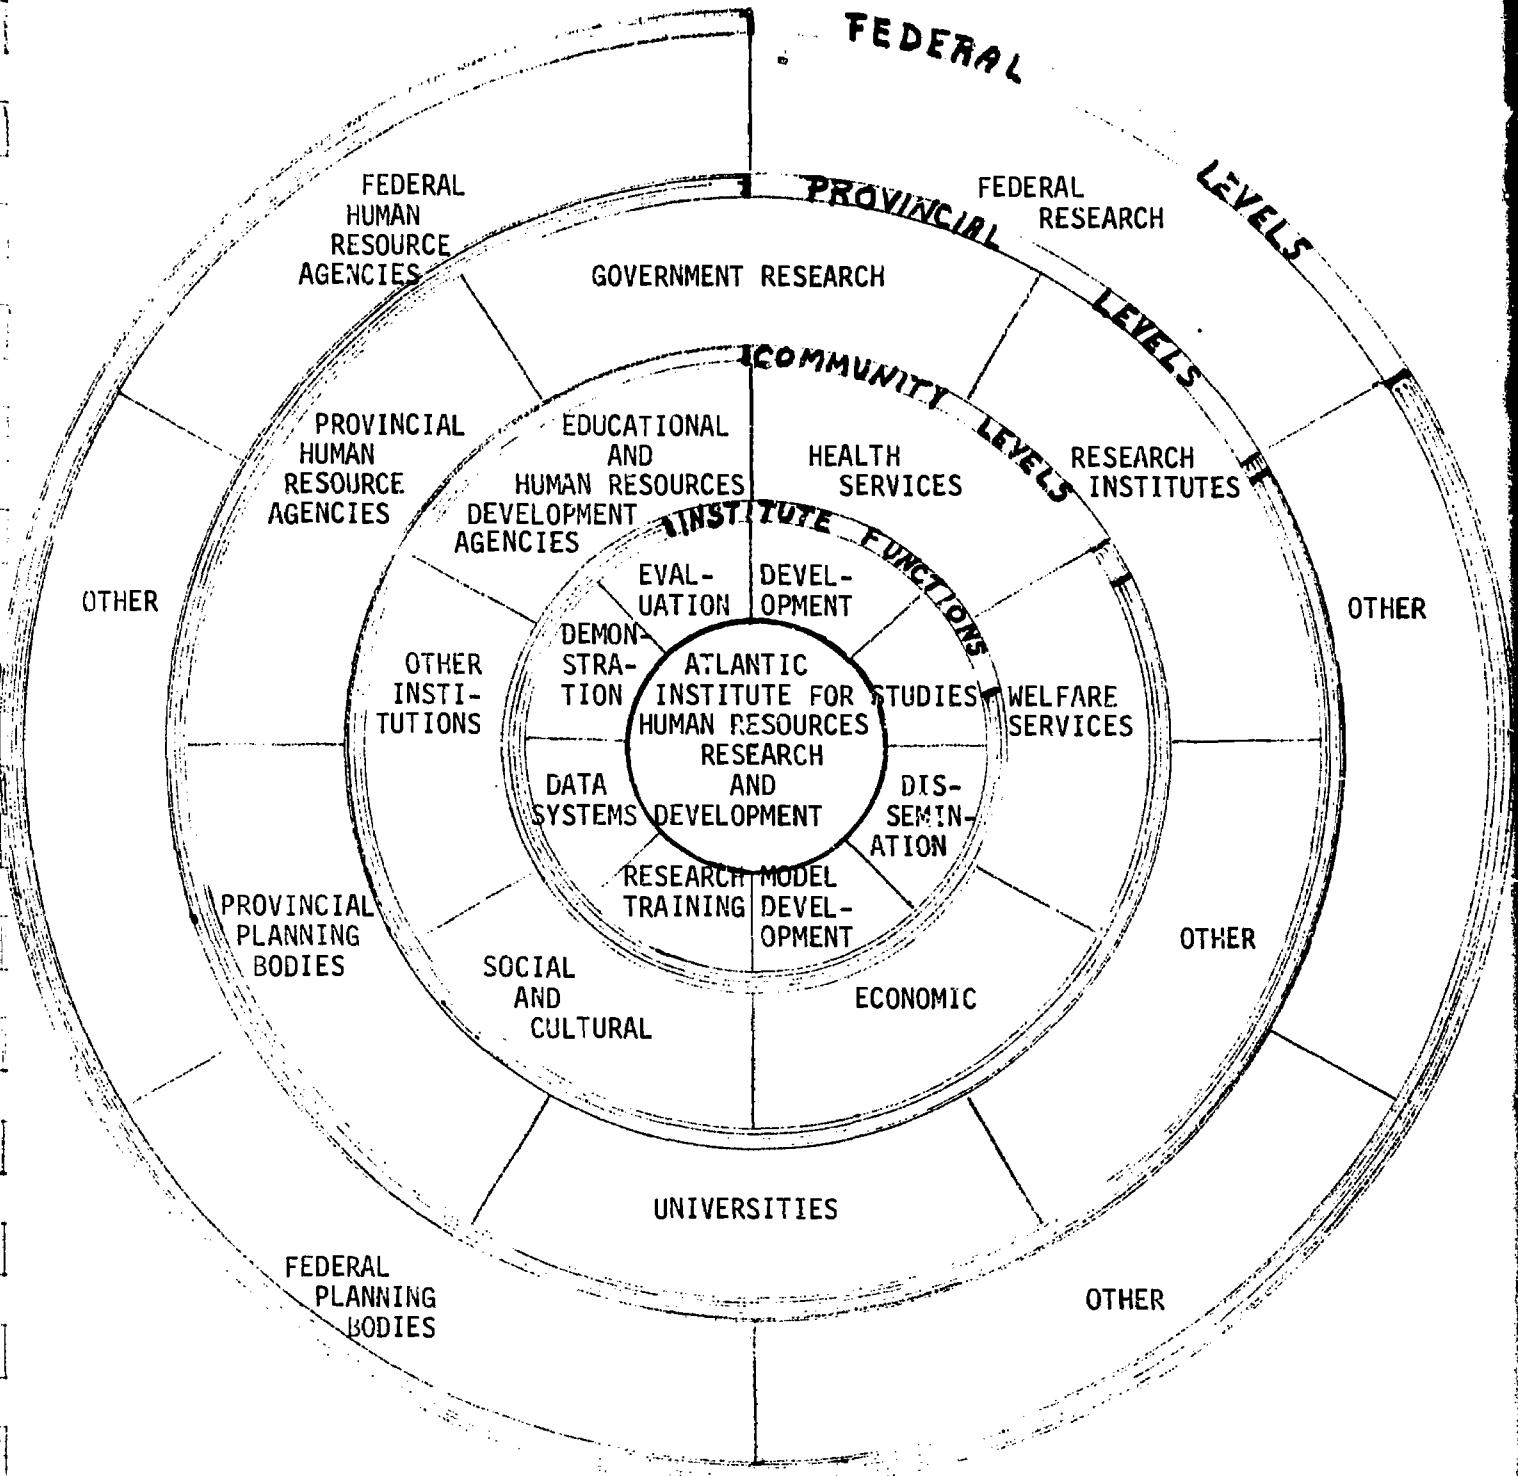 FEDERAL
LEVELS
FEDERAL
HUMAN
RESOURCE
AGENCIES
FEDERAL
RESEARCH
OTHER
OTHER
FEDERAL
PLANNING
BODIES
OTHER
PROVINCIAL
LEVELS
GOVERNMENT RESEARCH
PROVINCIAL
HUMAN
RESOURCE
AGENCIES
RESEARCH
INSTITUTES
PROVINCIAL
PLANNING
BODIES
OTHER
UNIVERSITIES
COMMUNITY
LEVELS
EDUCATIONAL
AND
HUMAN RESOURCES
DEVELOPMENT
AGENCIES
HEALTH
SERVICES
OTHER
INSTI-
TUTIONS
WELFARE
SERVICES
SOCIAL
AND
CULTURAL
ECONOMIC
INSTITUTE
FUNCTIONS
EVAL-
UATION
DEVEL-
OPMENT
DEMON-
STRA-
TION
STUDIES
DATA
SYSTEMS
DIS-
SEMIN-
ATION
RESEARCH
TRAINING
MODEL
DEVEL-
OPMENT
ATLANTIC
INSTITUTE FOR
HUMAN RESOURCES
RESEARCH
AND
DEVELOPMENT